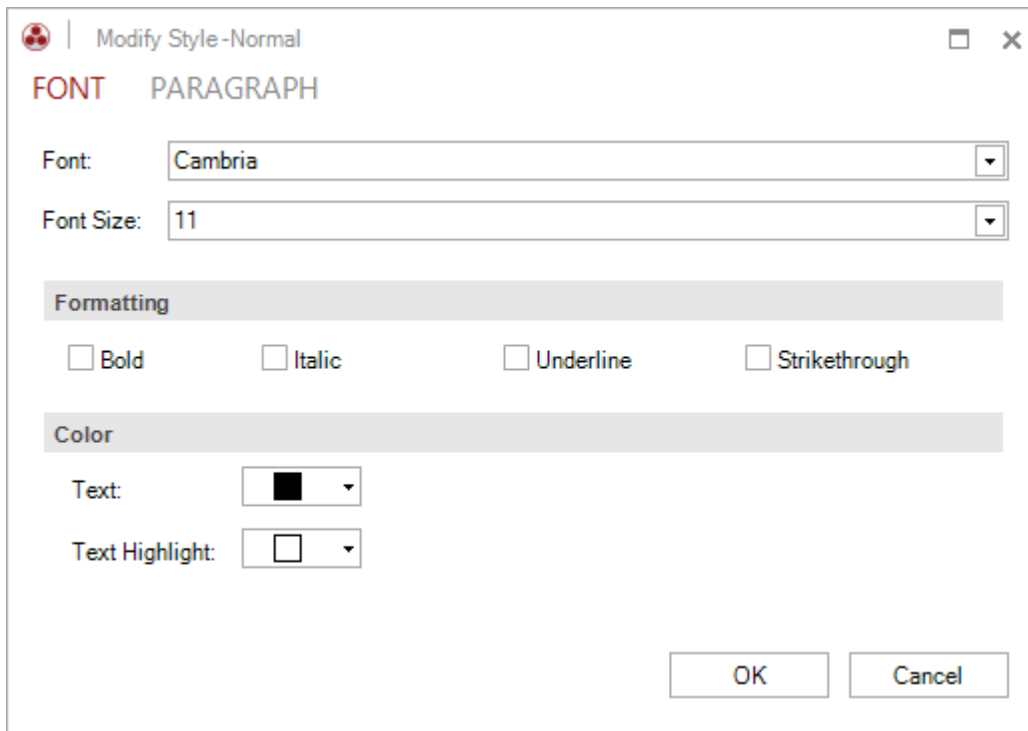 Modify Style-Normal
FONT PARAGRAPH
Font: Cambria
Font Size: 11
Formatting
Bold Italic Underline Strikethrough
Color
Text:
Text Highlight:
OK Cancel